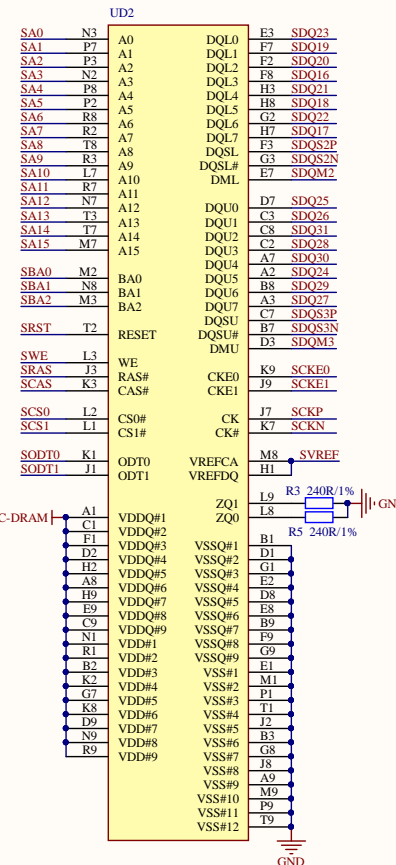 UD2
SA0 N3 A0 DQL0 E3 SDQ23
SA1 P7 A1 DQL1 F7 SDQ19
SA2 P3 A2 DQL2 F2 SDQ20
SA3 N2 A3 DQL3 F8 SDQ16
SA4 P8 A4 DQL4 H3 SDQ21
SA5 P2 A5 DQL5 H8 SDQ18
SA6 R8 A6 DQL6 G2 SDQ22
SA7 R2 A7 DQL7 H7 SDQ17
SA8 T8 A8 DQSL F3 SDQS2P
SA9 R3 A9 DQSL# G3 SDQS2N
SA10 L7 A10 DML E7 SDQM2
SA11 R7 A11
SA12 N7 A12 DQU0 D7 SDQ25
SA13 T3 A13 DQU1 C3 SDQ26
SA14 T7 A14 DQU2 C8 SDQ31
SA15 M7 A15 DQU3 C2 SDQ28
DQU4 A7 SDQ30
SBA0 M2 BA0 DQU5 A2 SDQ24
SBA1 N8 BA1 DQU6 B8 SDQ29
SBA2 M3 BA2 DQU7 A3 SDQ27
DQSU C7 SDQS3P
SRST T2 RESET DQSU# B7 SDQS3N
DMU D3 SDQM3
SWE L3 WE
SRAS J3 RAS# CKE0 K9 SCKE0
SCAS K3 CAS# CKE1 J9 SCKE1
SCS0 L2 CS0# CK J7 SCKP
SCS1 L1 CS1# CK# K7 SCKN
SODT0 K1 ODT0 VREFCA M8 SVREF
SODT1 J1 ODT1 VREFDQ H1
ZQ1 L9 R3 240R/1%
ZQ0 L8 R5 240R/1%
C-DRAM A1 VDDQ#1
C1 VDDQ#2
F1 VDDQ#3 VSSQ#1 B1
D2 VDDQ#4 VSSQ#2 D1
H2 VDDQ#5 VSSQ#3 G1
A8 VDDQ#6 VSSQ#4 E2
H9 VDDQ#7 VSSQ#5 D8
E9 VDDQ#8 VSSQ#6 E8
C9 VDDQ#9 VSSQ#7 B9
N1 VDD#1 VSSQ#8 F9
R1 VDD#2 VSSQ#9 G9
B2 VDD#3 VSS#1 E1
K2 VDD#4 VSS#2 M1
G7 VDD#5 VSS#3 P1
K8 VDD#6 VSS#4 T1
D9 VDD#7 VSS#5 J2
N9 VDD#8 VSS#6 B3
R9 VDD#9 VSS#7 G8
VSS#8 J8
VSS#9 A9
VSS#10 M9
VSS#11 P9
VSS#12 T9
GND